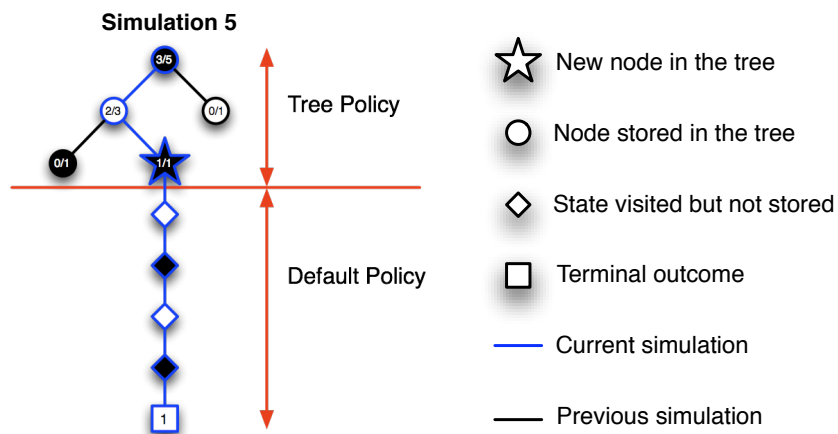 Simulation 5
3/5
2/3
0/1
0/1
1/1
Tree Policy
Default Policy
1
New node in the tree
Node stored in the tree
State visited but not stored
Terminal outcome
Current simulation
Previous simulation